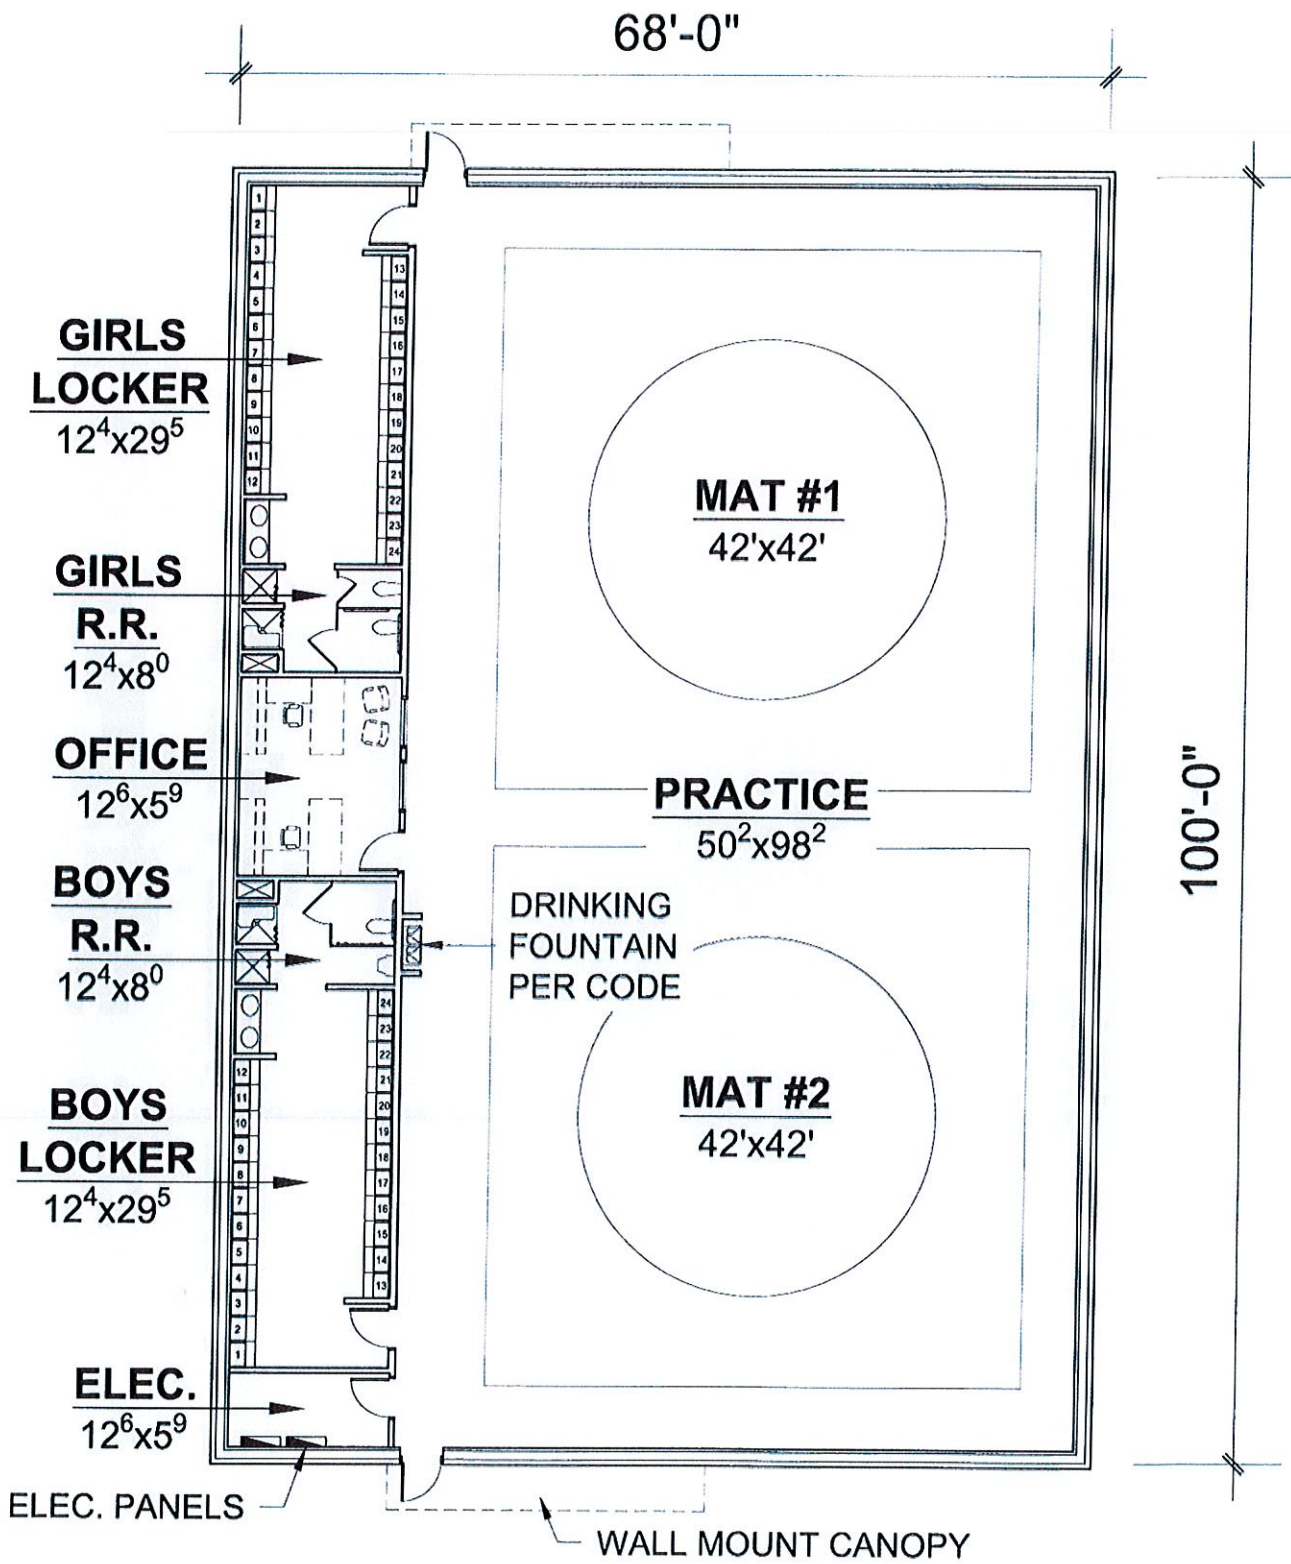 68'-0"
1
2
3
4
5
6
7
8
9
10
11
12
13
14
15
16
17
18
19
20
21
22
23
24
GIRLS
LOCKER
12⁴x29⁵
MAT #1
42'x42'
GIRLS
R.R.
12⁴x8⁰
OFFICE
12⁶x5⁹
PRACTICE
50²x98²
100'-0"
BOYS
R.R.
12⁴x8⁰
DRINKING
FOUNTAIN
PER CODE
24
23
22
21
20
19
18
17
16
15
14
13
12
11
10
9
8
7
6
5
4
3
2
1
BOYS
LOCKER
12⁴x29⁵
MAT #2
42'x42'
ELEC.
12⁶x5⁹
ELEC. PANELS
WALL MOUNT CANOPY